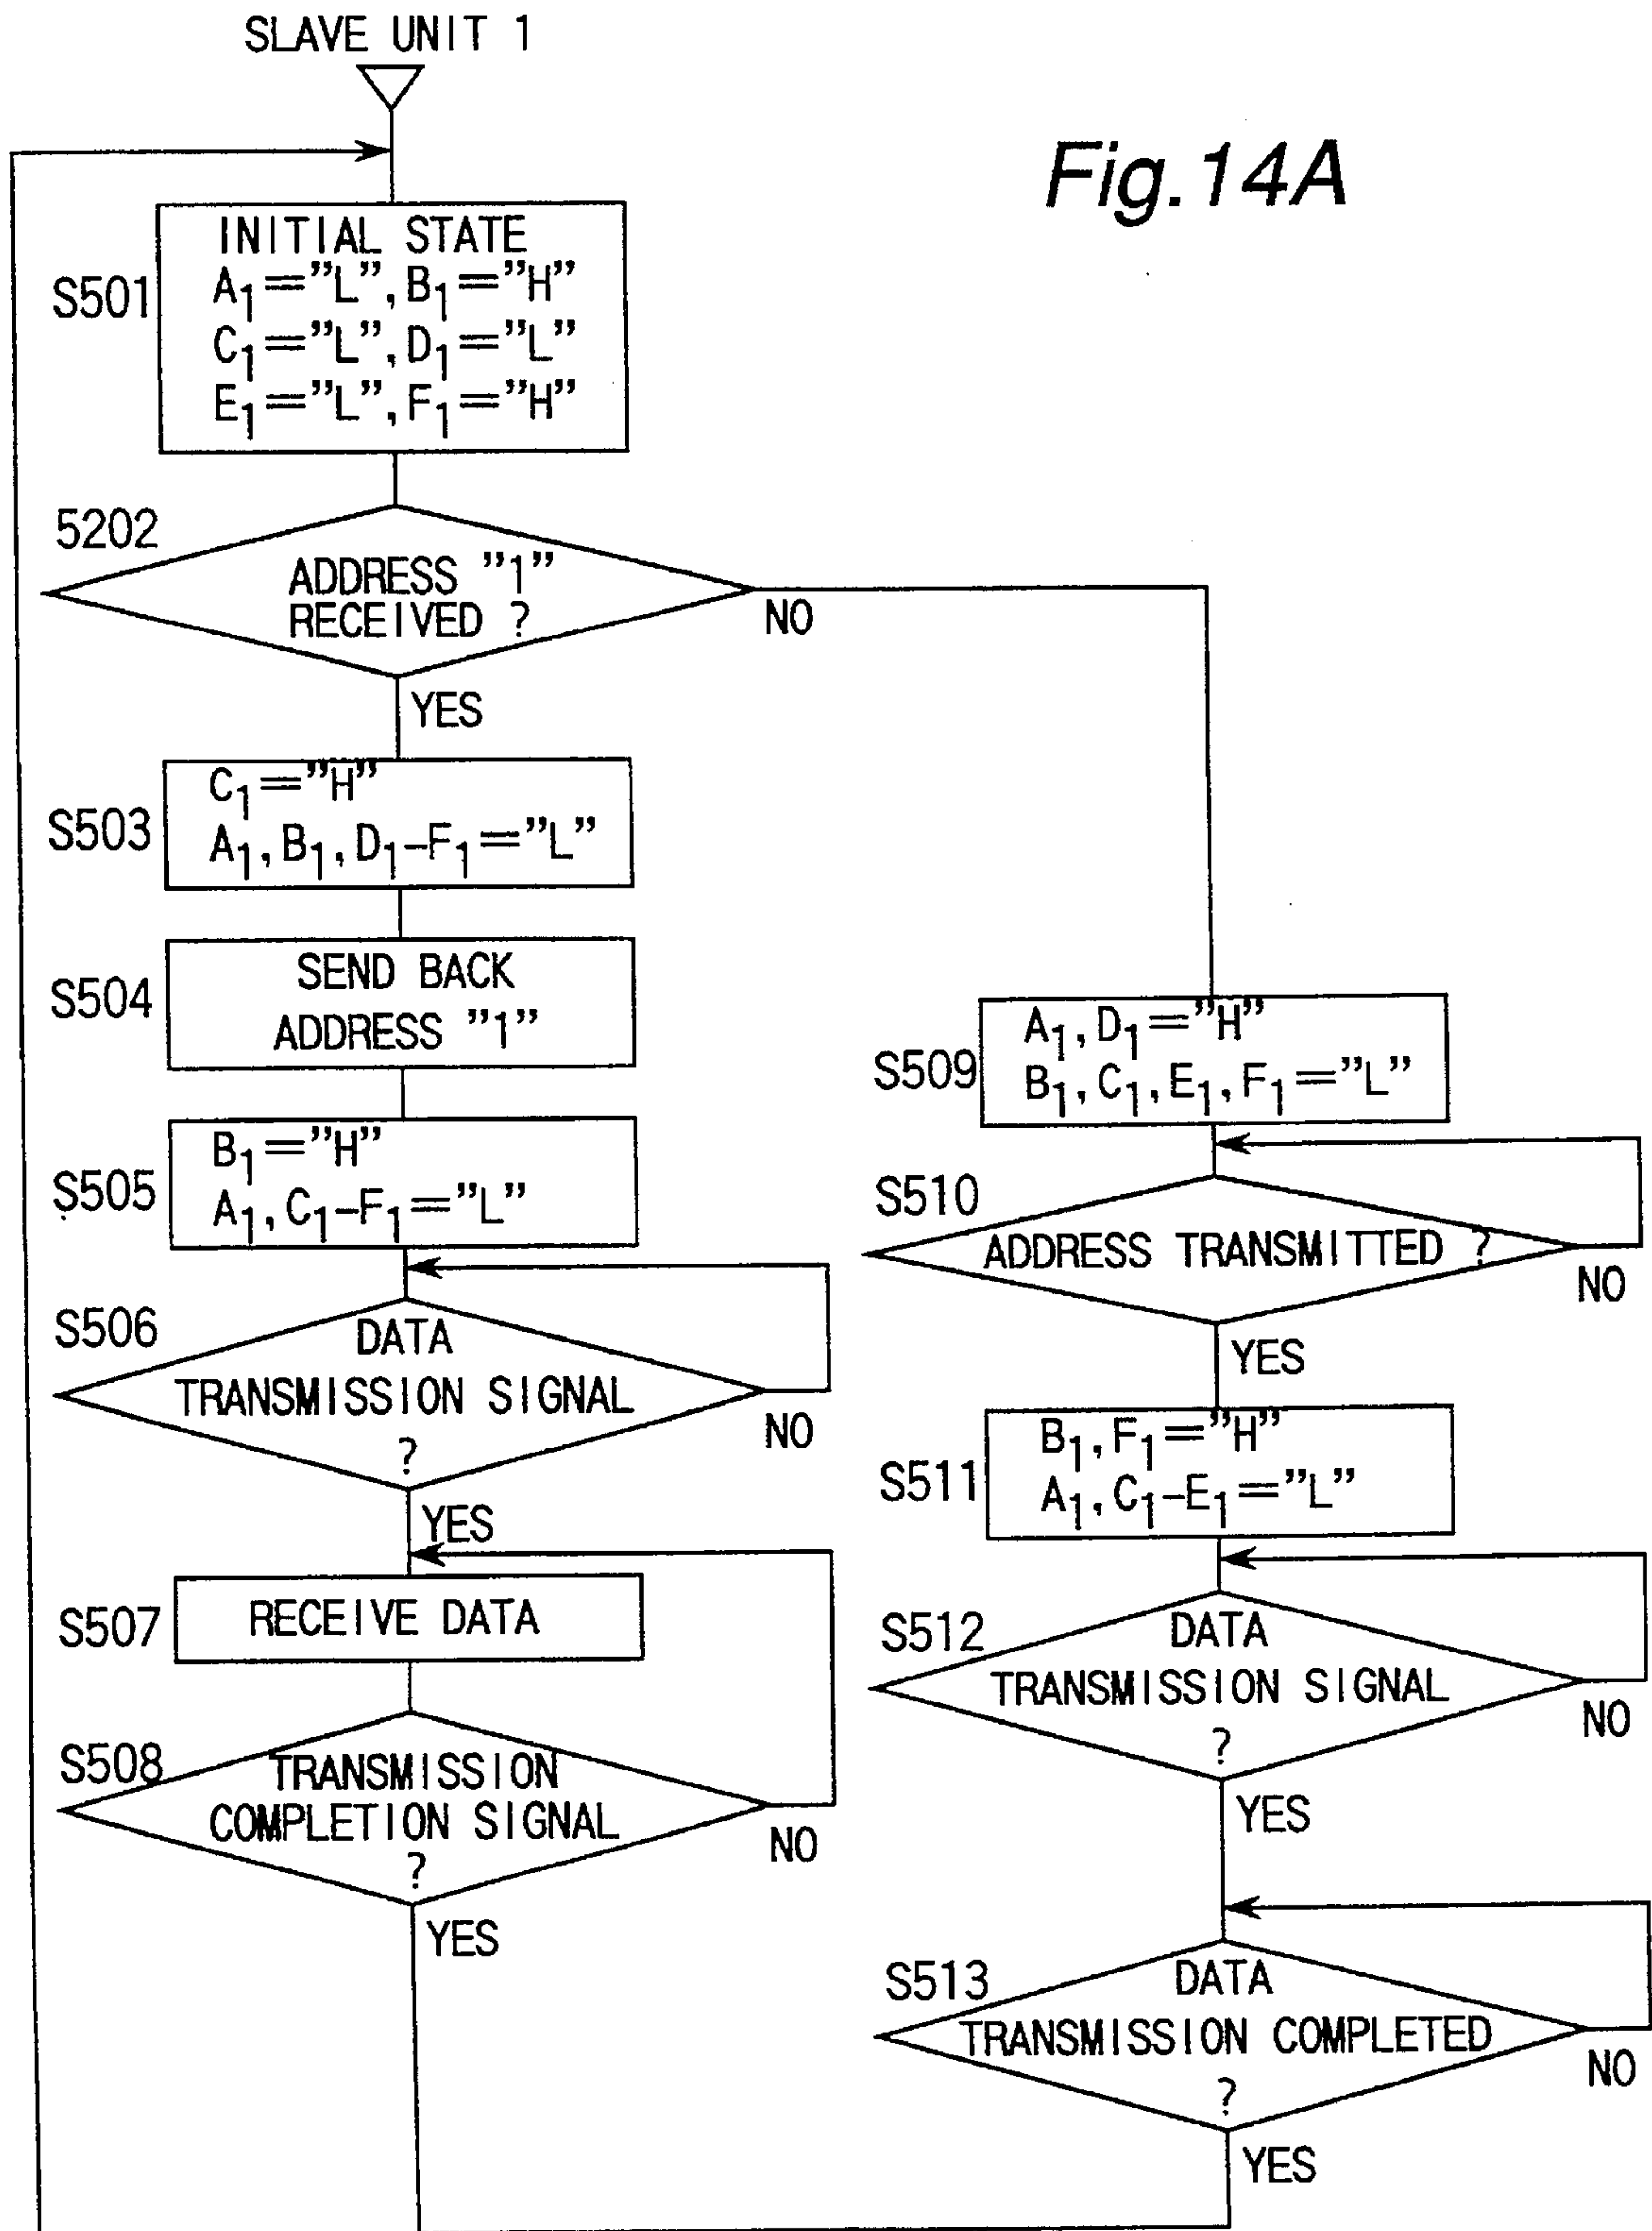 SLAVE UNIT 1
Fig.14A
S501
INITIAL STATE
A1="L", B1="H"
C1="L", D1="L"
E1="L", F1="H"
5202
ADDRESS "1"
RECEIVED ?
NO
YES
S503
C1="H"
A1, B1, D1-F1="L"
S504
SEND BACK
ADDRESS "1"
S505
B1="H"
A1, C1-F1="L"
S506
DATA
TRANSMISSION SIGNAL
?
NO
YES
S507
RECEIVE DATA
S508
TRANSMISSION
COMPLETION SIGNAL
?
NO
YES
S509
A1, D1="H"
B1, C1, E1, F1="L"
S510
ADDRESS TRANSMITTED ?
NO
YES
S511
B1, F1="H"
A1, C1-E1="L"
S512
DATA
TRANSMISSION SIGNAL
?
NO
YES
S513
DATA
TRANSMISSION COMPLETED
?
NO
YES